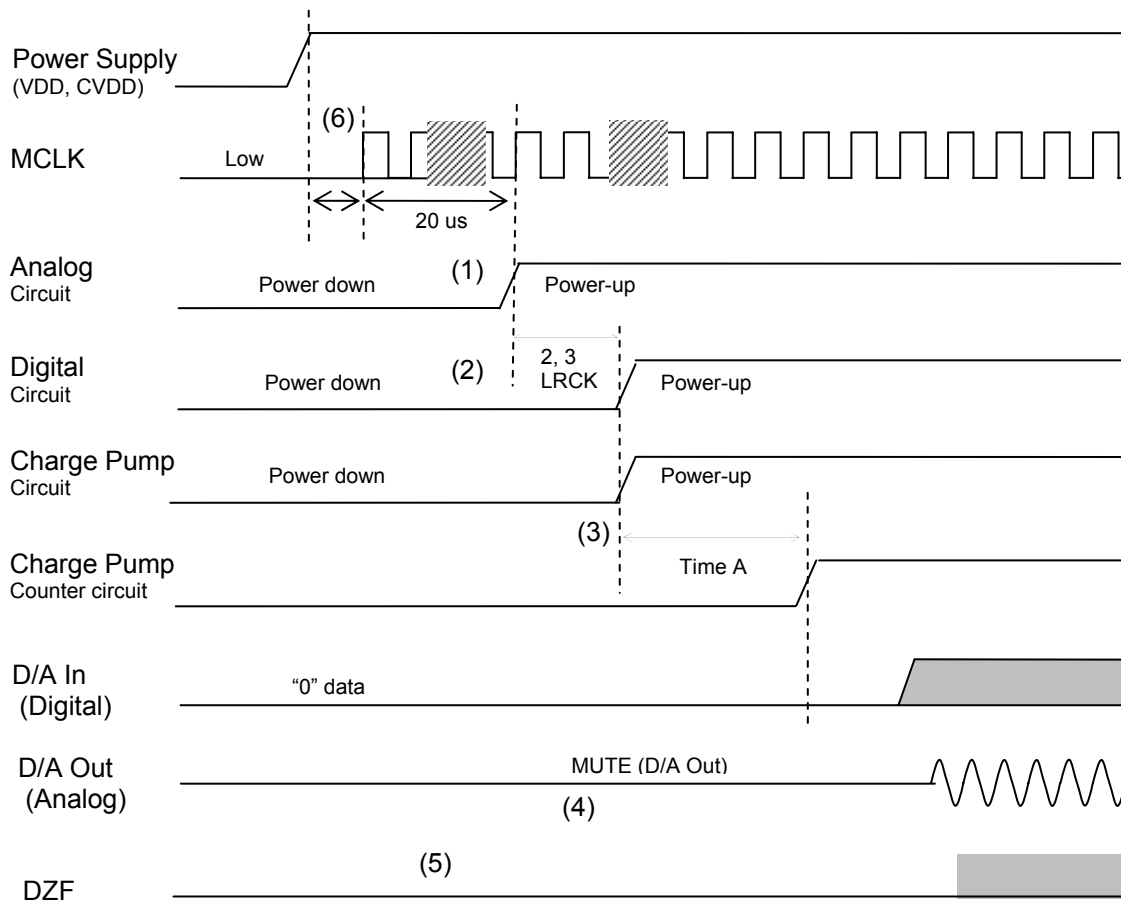 Power Supply
(VDD, CVDD)
(6)
MCLK
Low
20 us
Analog
Circuit
Power down
(1)
Power-up
Digital
Circuit
Power down
(2)
2, 3
LRCK
Power-up
Charge Pump
Circuit
Power down
Power-up
(3)
Charge Pump
Counter circuit
Time A
D/A In
(Digital)
“0” data
D/A Out
(Analog)
MUTE (D/A Out)
(4)
(5)
DZF